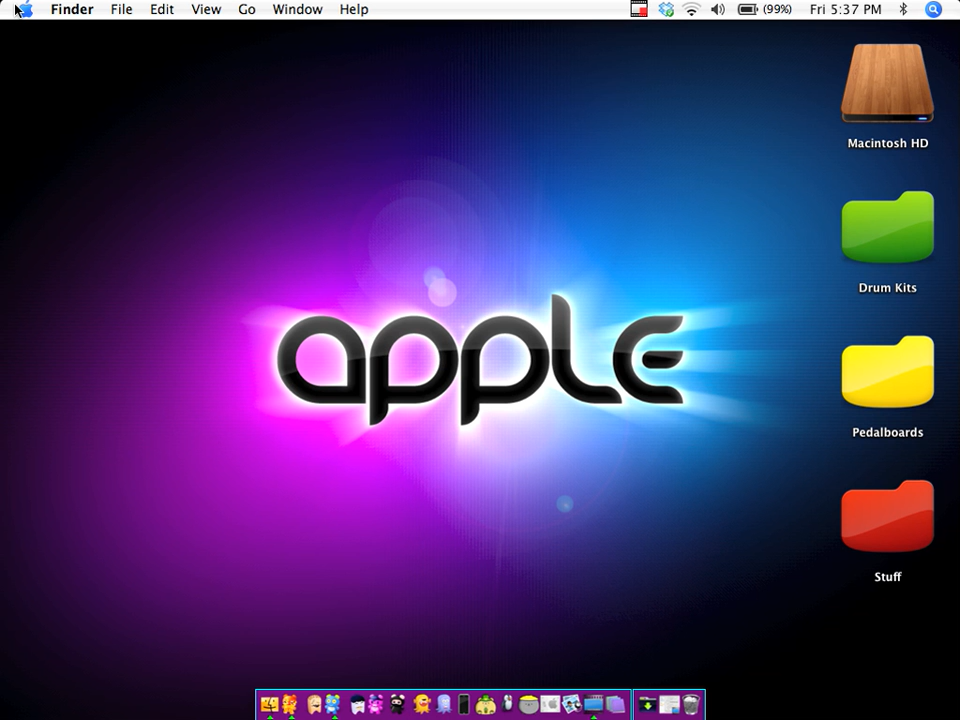 Finder File Edit View Go Window Help (99%) Fri 5:37 PM
Macintosh HD
Drum Kits
apple
Pedalboards
Stuff